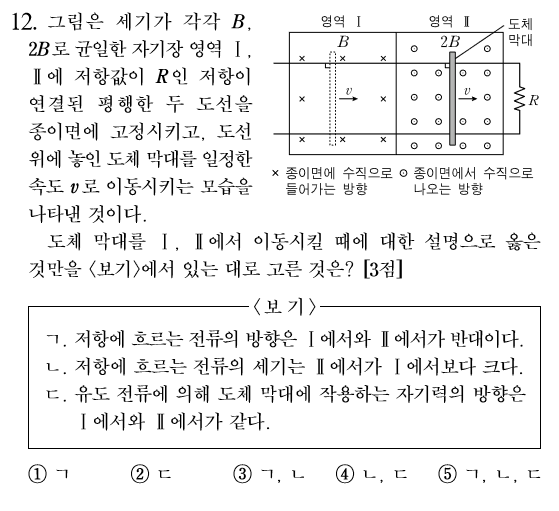 12. 그림은 세기가 각각 B,
2B로 균일한 자기장 영역 Ⅰ,
Ⅱ에 저항값이 R인 저항이
연결된 평행한 두 도선을
종이면에 고정시키고, 도선
위에 놓인 도체 막대를 일정한
속도 v로 이동시키는 모습을
나타낸 것이다.
영역 Ⅰ 영역 Ⅱ
도체
막대
B 2B
v v
R
× 종이면에 수직으로 들어가는 방향
⊙ 종이면에서 수직으로 나오는 방향
도체 막대를 Ⅰ, Ⅱ에서 이동시킬 때에 대한 설명으로 옳은
것만을 <보기>에서 있는 대로 고른 것은? [3점]
<보 기>
ㄱ. 저항에 흐르는 전류의 방향은 Ⅰ에서와 Ⅱ에서가 반대이다.
ㄴ. 저항에 흐르는 전류의 세기는 Ⅱ에서가 Ⅰ에서보다 크다.
ㄷ. 유도 전류에 의해 도체 막대에 작용하는 자기력의 방향은
Ⅰ에서와 Ⅱ에서가 같다.
① ㄱ ② ㄷ ③ ㄱ, ㄴ ④ ㄴ, ㄷ ⑤ ㄱ, ㄴ, ㄷ